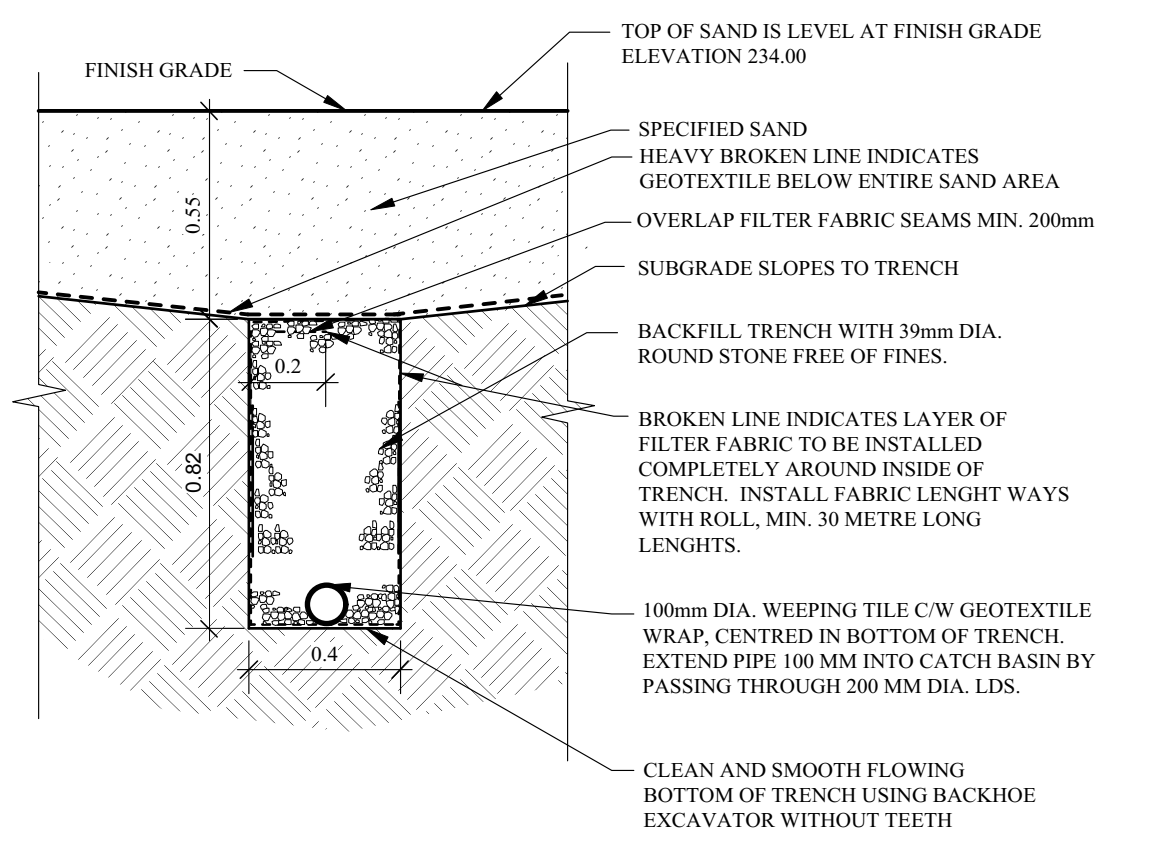 TOP OF SAND IS LEVEL AT FINISH GRADE
ELEVATION 234.00
FINISH GRADE
SPECIFIED SAND
HEAVY BROKEN LINE INDICATES
GEOTEXTILE BELOW ENTIRE SAND AREA
0.55
OVERLAP FILTER FABRIC SEAMS MIN. 200mm
SUBGRADE SLOPES TO TRENCH
BACKFILL TRENCH WITH 39mm DIA.
ROUND STONE FREE OF FINES.
0.2
BROKEN LINE INDICATES LAYER OF
FILTER FABRIC TO BE INSTALLED
COMPLETELY AROUND INSIDE OF
TRENCH. INSTALL FABRIC LENGHT WAYS
WITH ROLL, MIN. 30 METRE LONG
LENGHTS.
0.82
100mm DIA. WEEPING TILE C/W GEOTEXTILE
WRAP, CENTRED IN BOTTOM OF TRENCH.
EXTEND PIPE 100 MM INTO CATCH BASIN BY
PASSING THROUGH 200 MM DIA. LDS.
0.4
CLEAN AND SMOOTH FLOWING
BOTTOM OF TRENCH USING BACKHOE
EXCAVATOR WITHOUT TEETH